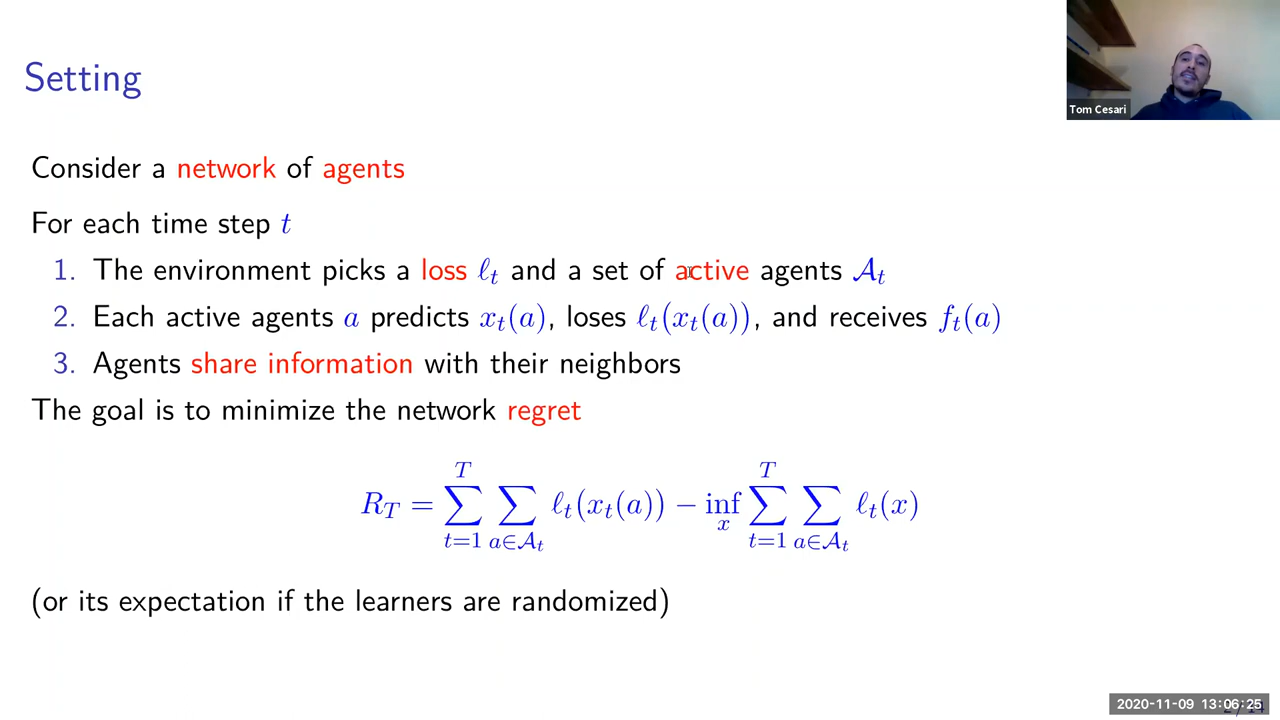 Setting
Tom Cesari
Consider a network of agents
For each time step t
1. The environment picks a loss ℓ_t and a set of active agents 𝒜_t
2. Each active agents a predicts x_t(a), loses ℓ_t(x_t(a)), and receives f_t(a)
3. Agents share information with their neighbors
The goal is to minimize the network regret
R_T = ∑_{t=1}^{T} ∑_{a∈𝒜_t} ℓ_t(x_t(a)) − inf_x ∑_{t=1}^{T} ∑_{a∈𝒜_t} ℓ_t(x)
(or its expectation if the learners are randomized)
2020-11-09 13:06:25